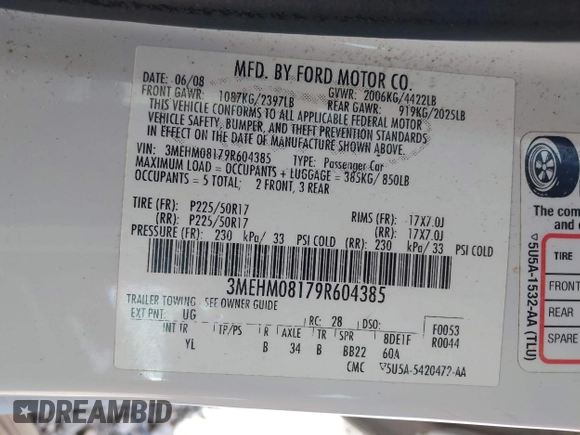 MFD. BY FORD MOTOR CO.
DATE: 06/08
FRONT GAWR: 1087KG/2397LB
GVWR: 2006KG/4422LB
REAR GAWR: 919KG/2025LB
THIS VEHICLE CONFORMS TO ALL APPLICABLE FEDERAL MOTOR
VEHICLE SAFETY, BUMPER, AND THEFT PREVENTION STANDARDS
IN EFFECT ON THE DATE OF MANUFACTURE SHOWN ABOVE.
VIN: 3MEHM08179R604385 TYPE: Passenger Car
MAXIMUM LOAD = OCCUPANTS + LUGGAGE = 385KG/850LB
OCCUPANTS = 5 TOTAL: 2 FRONT, 3 REAR
TIRE (FR): P225/50R17 RIMS (FR): 17X7.0J
(RR): P225/50R17 (RR): 17X7.0J
PRESSURE (FR): 230 kPa/ 33 PSI COLD (RR): 230 kPa/ 33 PSI COLD
3MEHM08179R604385
TRAILER TOWING - SEE OWNER GUIDE
EXT PNT: UG RC: 28 DSO: F0053
INT TR TP/PS R AXLE TR SPR 8DE1F R0044
YL B 34 B BB22 60A
CMC ▽5U5A-5420472-AA
The com
and c
▽5U5A-1532-AA (TLU)
TIRE
FRONT
REAR
SPARE
DREAMBID